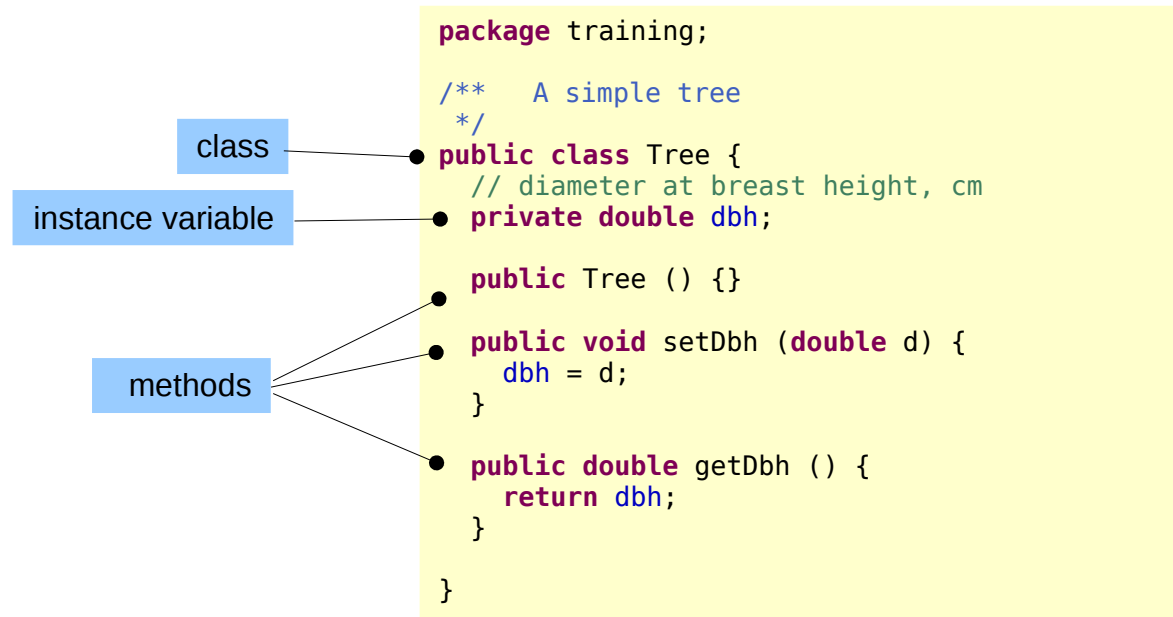 package training;
/**   A simple tree
 */
class
public class Tree {
  // diameter at breast height, cm
instance variable
  private double dbh;
  public Tree () {}
  public void setDbh (double d) {
methods
    dbh = d;
  }
  public double getDbh () {
    return dbh;
  }
}